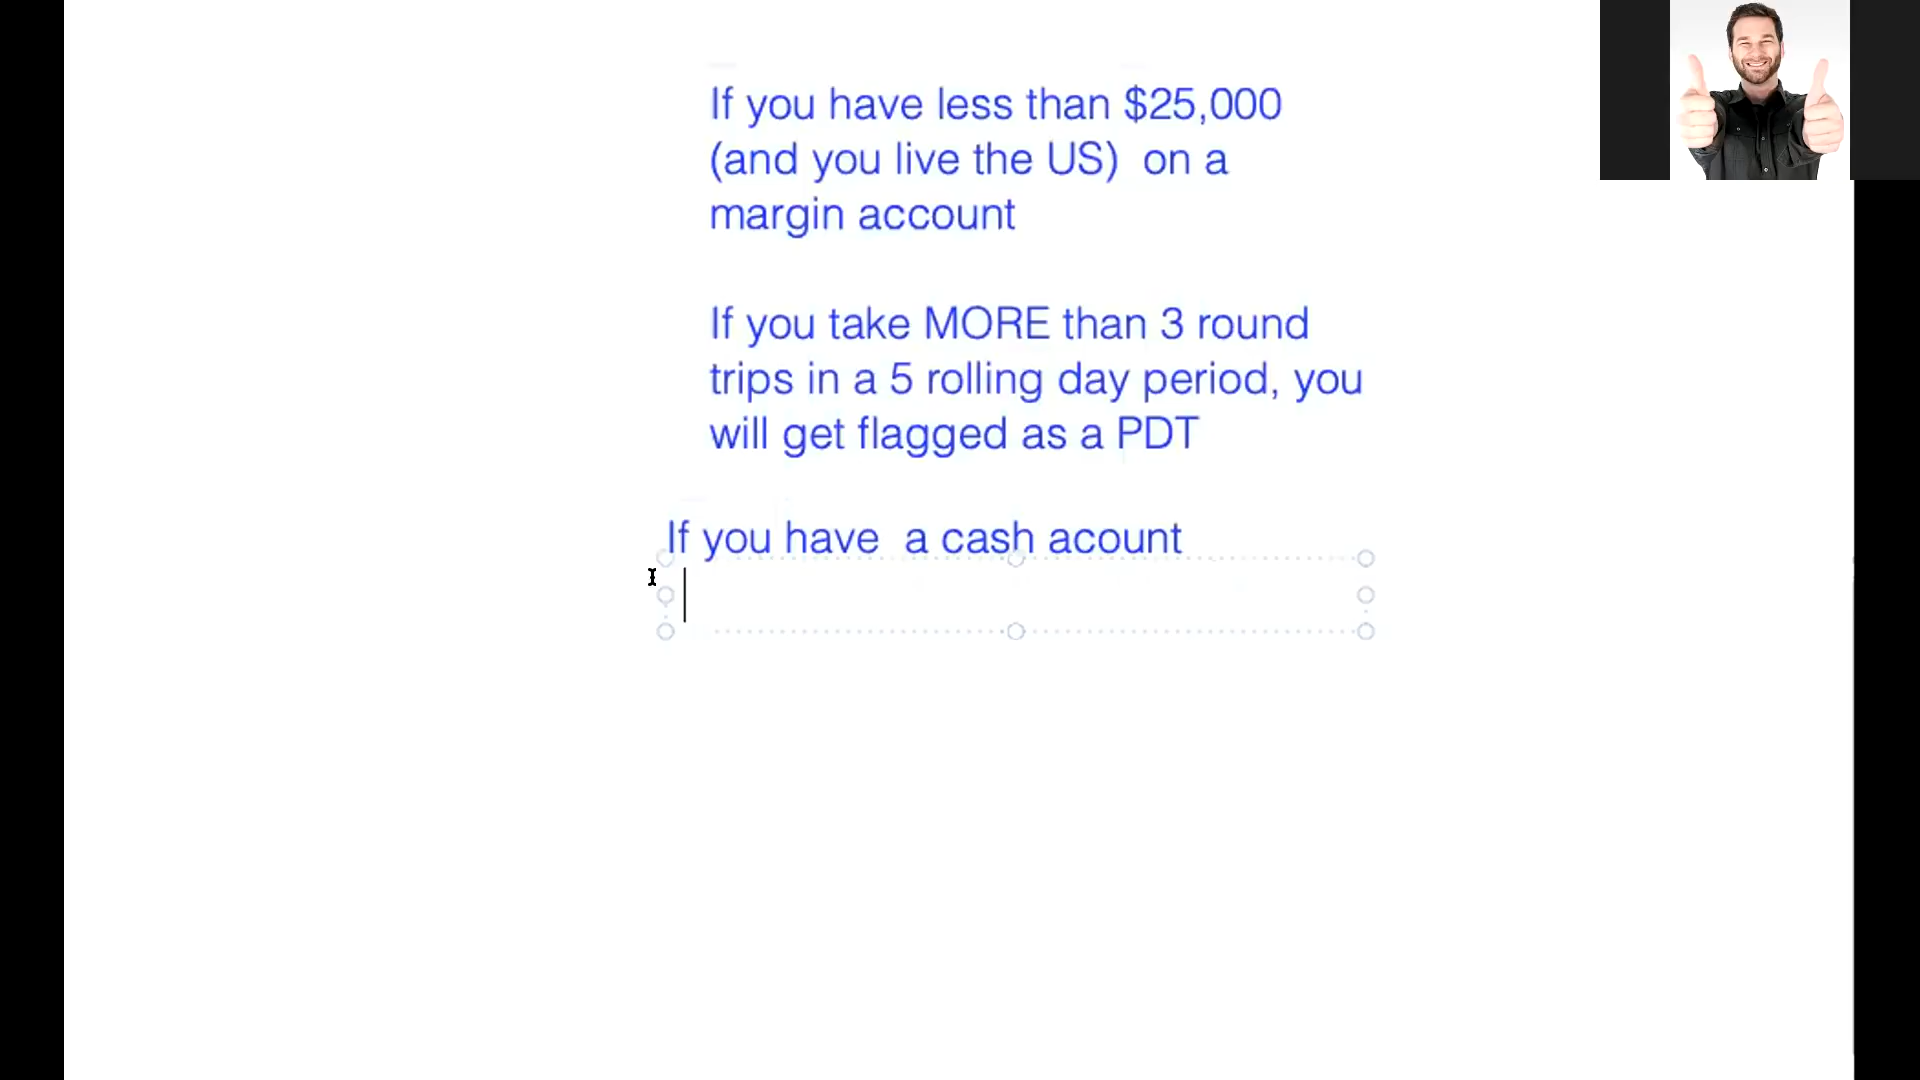 If you have less than $25,000
(and you live the US)  on a
margin account
If you take MORE than 3 round
trips in a 5 rolling day period, you
will get flagged as a PDT
If you have  a cash acount